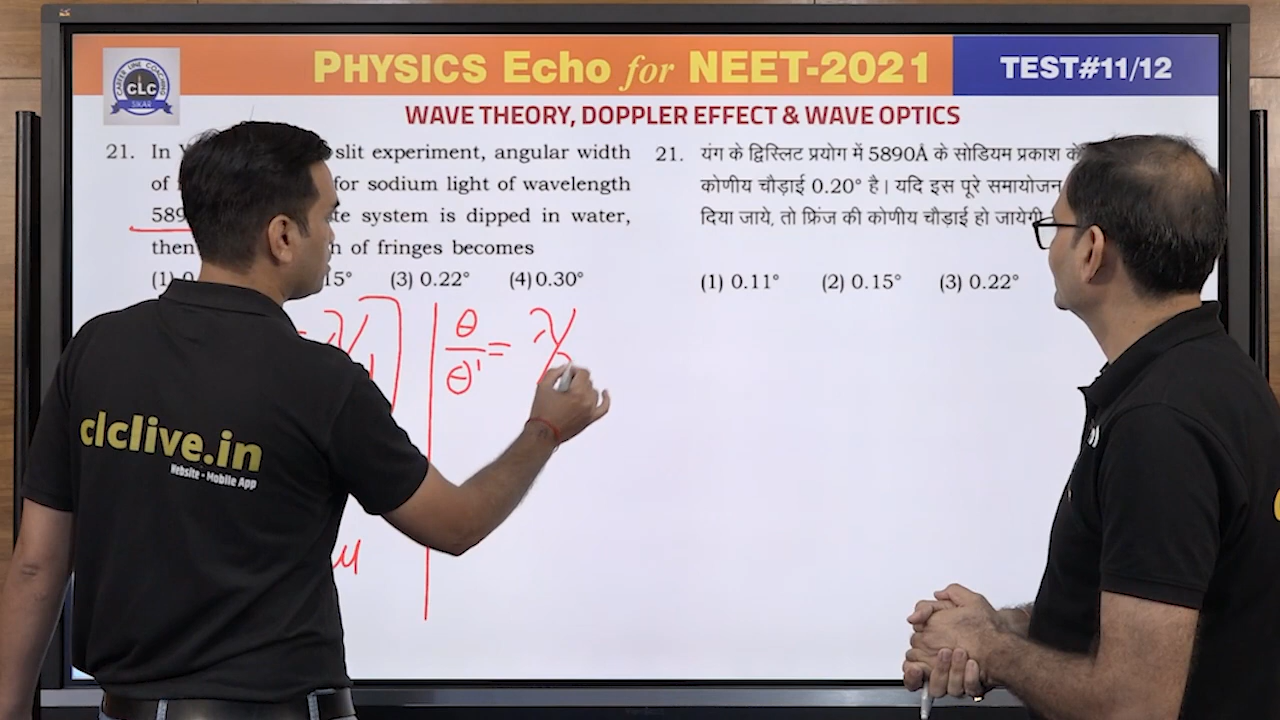 PHYSICS Echo for NEET-2021
TEST#11/12
CAREER LINE COACHING
CLC
SIKAR
WAVE THEORY, DOPPLER EFFECT & WAVE OPTICS
21. In slit experiment, angular width
of for sodium light of wavelength
589 system is dipped in water,
then of fringes becomes
(1) 15° (3) 0.22° (4) 0.30°
21. यंग के द्विस्लिट प्रयोग में 5890Å के सोडियम प्रकाश के
कोणीय चौड़ाई 0.20° है। यदि इस पूरे समायोजन
दिया जाये, तो फ्रिंज की कोणीय चौड़ाई हो जायेगी
(1) 0.11° (2) 0.15° (3) 0.22°
= λ/d
θ/θ' = λ/
μ
clclive.in
Website - Mobile App